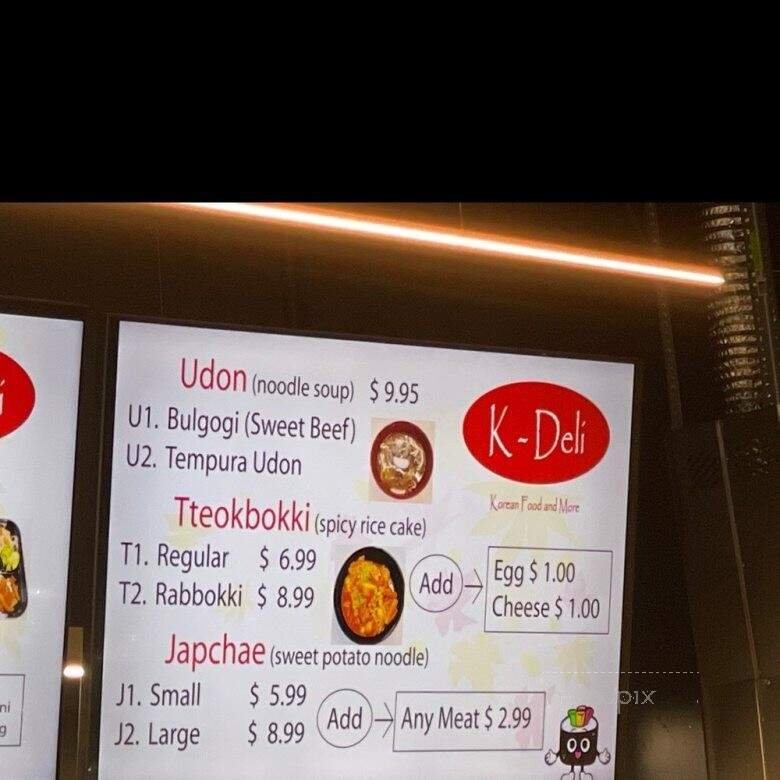 Udon (noodle soup) $ 9.95
U1. Bulgogi (Sweet Beef)
U2. Tempura Udon
K-Deli
Korean Food and More
Tteokbokki (spicy rice cake)
T1. Regular $ 6.99
T2. Rabbokki $ 8.99
Add
Egg $ 1.00
Cheese $ 1.00
Japchae (sweet potato noodle)
J1. Small $ 5.99
J2. Large $ 8.99
Add
Any Meat $ 2.99
ni
g
pix